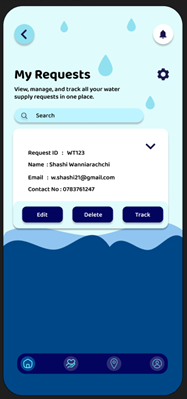 My Requests
View, manage, and track all your water
supply requests in one place.
Search
Request ID : WT123
Name : Shashi Wanniarachchi
Email : w.shashi21@gmail.com
Contact No : 0783761247
Edit
Delete
Track